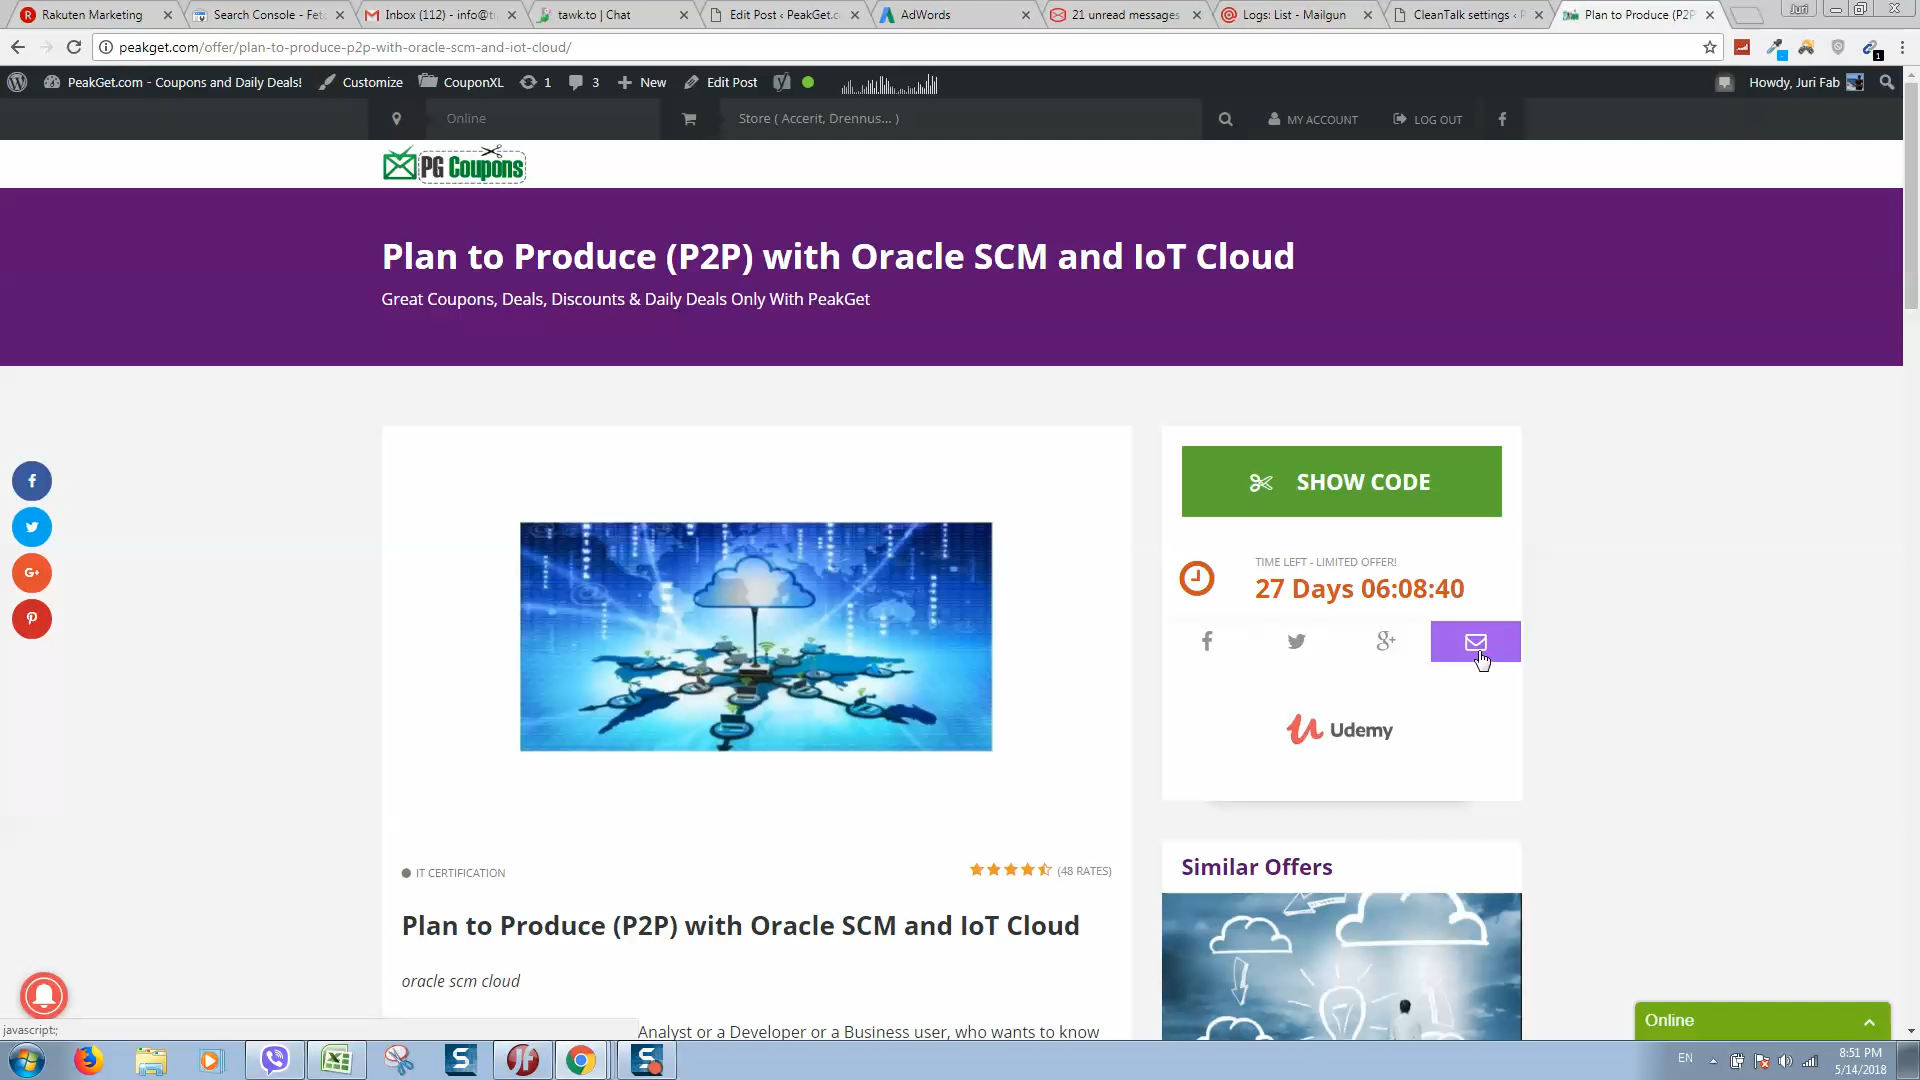 Rakuten Marketing
Search Console - Fet
Inbox (112) - info@t
tawk.to | Chat
Edit Post ‹ PeakGet.c
AdWords
21 unread messages
Logs: List - Mailgun
CleanTalk settings ‹ P
Plan to Produce (P2P
Juri
peakget.com/offer/plan-to-produce-p2p-with-oracle-scm-and-iot-cloud/
PeakGet.com - Coupons and Daily Deals!
Customize
CouponXL
1
3
New
Edit Post
Howdy, Juri Fab
Online
Store ( Accerit, Drennus... )
MY ACCOUNT
LOG OUT
PG Coupons
Plan to Produce (P2P) with Oracle SCM and IoT Cloud
Great Coupons, Deals, Discounts & Daily Deals Only With PeakGet
SHOW CODE
TIME LEFT - LIMITED OFFER!
27 Days 06:08:40
Udemy
IT CERTIFICATION
(48 RATES)
Similar Offers
Plan to Produce (P2P) with Oracle SCM and IoT Cloud
oracle scm cloud
Analyst or a Developer or a Business user, who wants to know
javascript:;
Online
EN
8:51 PM
5/14/2018